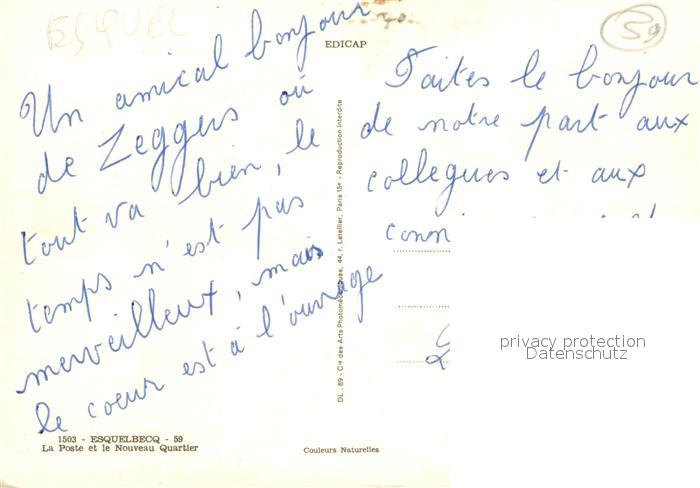 ESQUEL
59
EDICAP
Un amical bonjour
de Zeggers où
tout va bien, le
temps n'est pas
merveilleux, mais
le coeur est à l'ouvrage
Faites le bonjour
de notre part aux
collegues et aux
DL. 69 - Cie des Arts Photomécaniques, 44, r. Letellier, Paris 15e - Reproduction interdite
privacy protection
Datenschutz
1503 - ESQUELBECQ - 59
La Poste et le Nouveau Quartier
Couleurs Naturelles